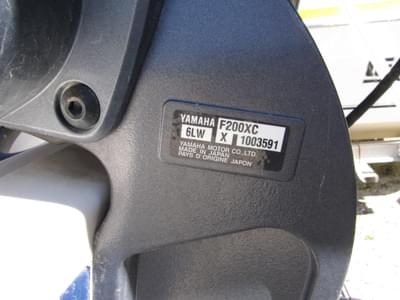 YAMAHA F200XC
6LW X 1003591
YAMAHA MOTOR CO.,LTD.
MADE IN JAPAN
PAYS D'ORIGINE JAPON